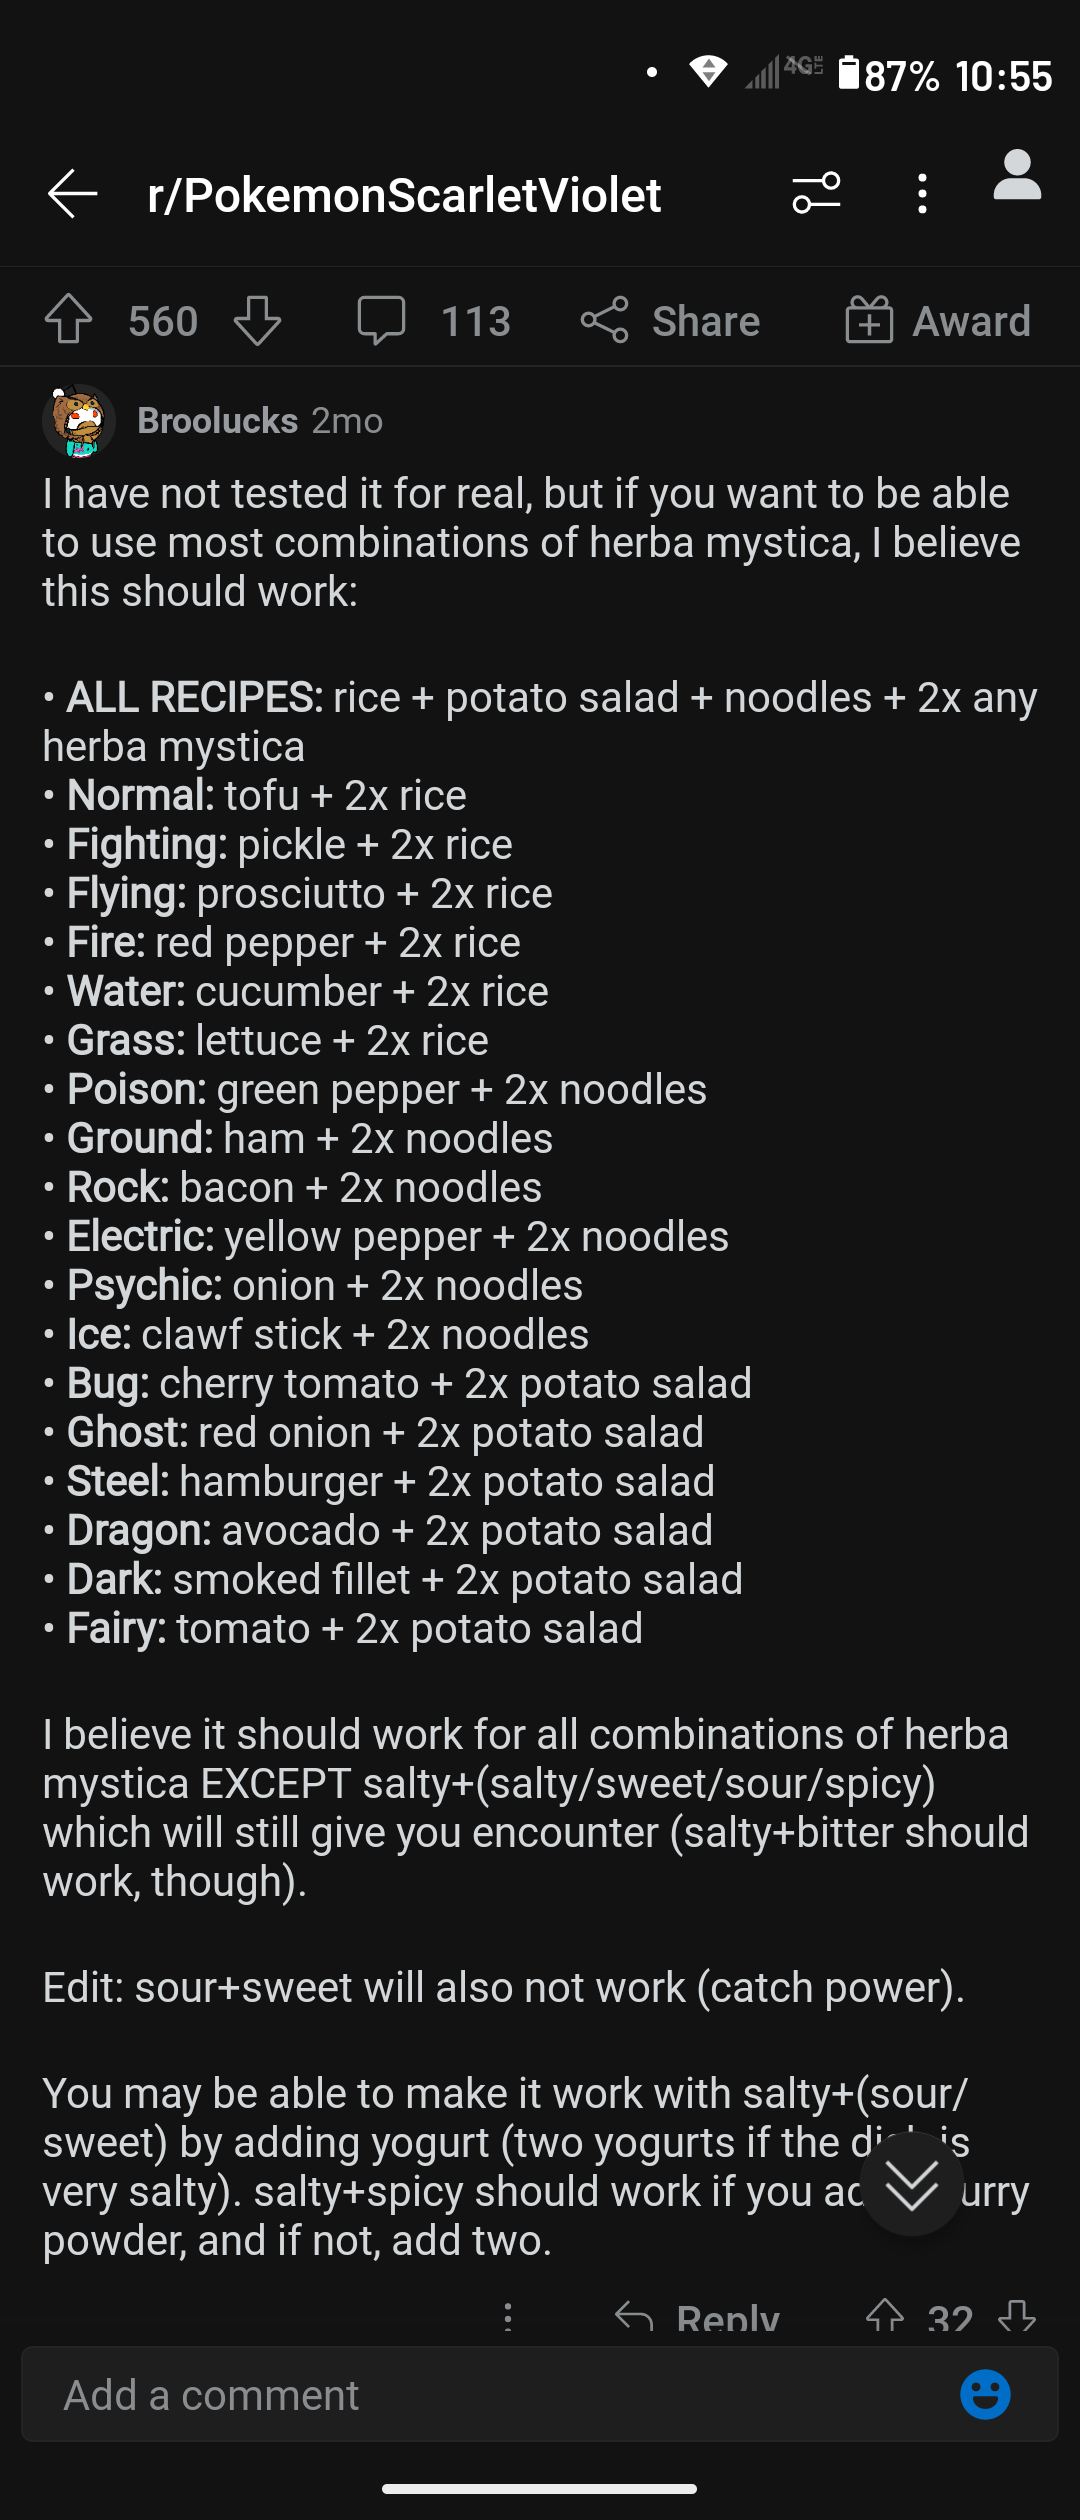 4G LTE 87% 10:55
r/PokemonScarletViolet
560 113 Share Award
Broolucks 2mo
I have not tested it for real, but if you want to be able
to use most combinations of herba mystica, I believe
this should work:
• ALL RECIPES: rice + potato salad + noodles + 2x any
herba mystica
• Normal: tofu + 2x rice
• Fighting: pickle + 2x rice
• Flying: prosciutto + 2x rice
• Fire: red pepper + 2x rice
• Water: cucumber + 2x rice
• Grass: lettuce + 2x rice
• Poison: green pepper + 2x noodles
• Ground: ham + 2x noodles
• Rock: bacon + 2x noodles
• Electric: yellow pepper + 2x noodles
• Psychic: onion + 2x noodles
• Ice: clawf stick + 2x noodles
• Bug: cherry tomato + 2x potato salad
• Ghost: red onion + 2x potato salad
• Steel: hamburger + 2x potato salad
• Dragon: avocado + 2x potato salad
• Dark: smoked fillet + 2x potato salad
• Fairy: tomato + 2x potato salad
I believe it should work for all combinations of herba
mystica EXCEPT salty+(salty/sweet/sour/spicy)
which will still give you encounter (salty+bitter should
work, though).
Edit: sour+sweet will also not work (catch power).
You may be able to make it work with salty+(sour/
sweet) by adding yogurt (two yogurts if the is
very salty). salty+spicy should work if you
powder, and if not, add two.
Reply 32
Add a comment